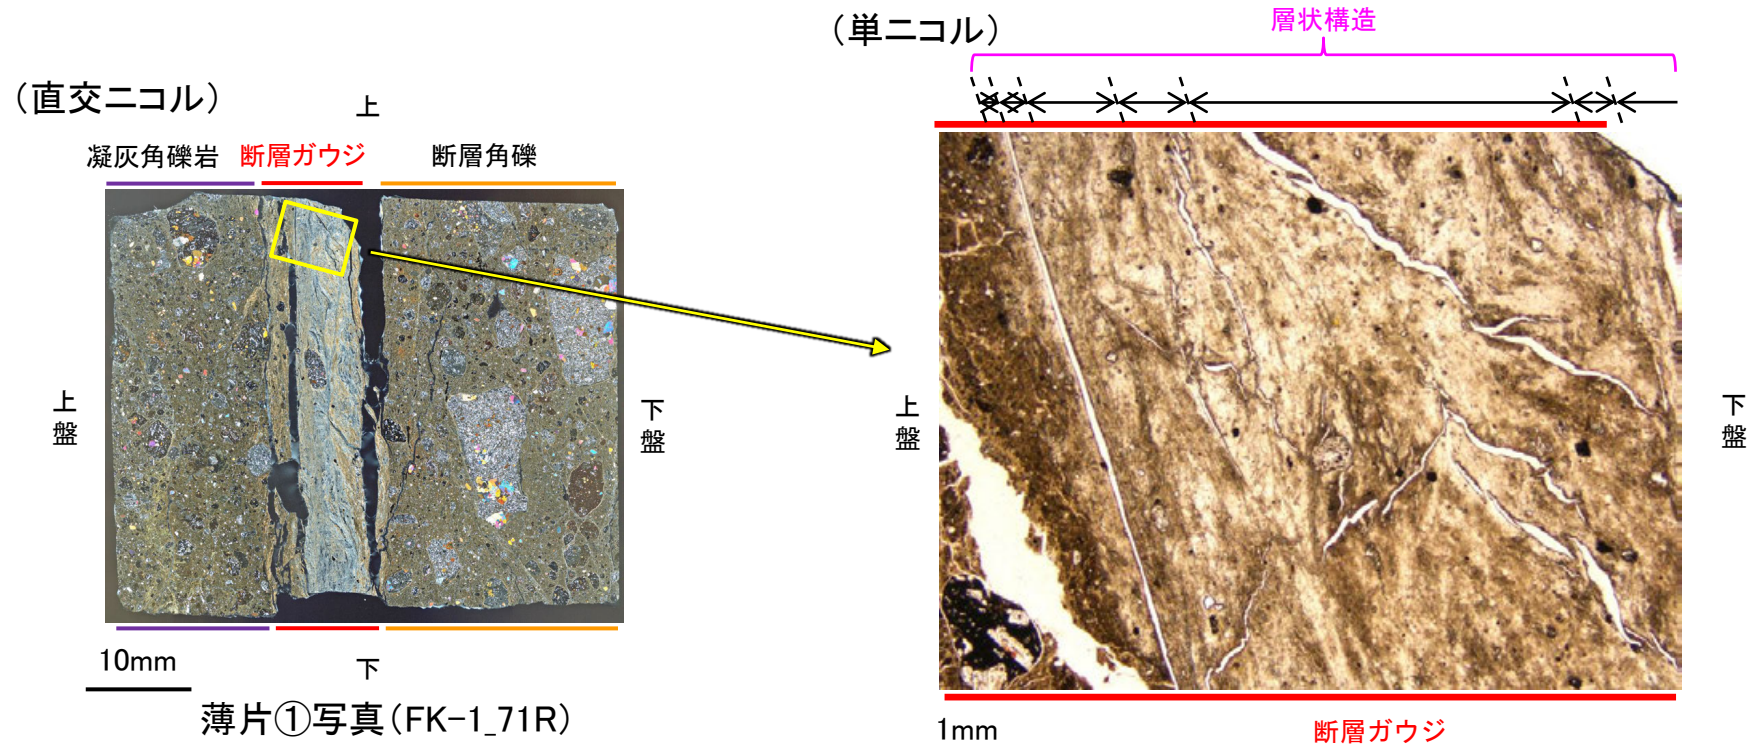 (直交ニコル)
上
凝灰角礫岩
断層ガウジ
断層角礫
上盤
下盤
10mm
下
薄片①写真(FK-1_71R)
(単ニコル)
層状構造
上盤
下盤
1mm
断層ガウジ